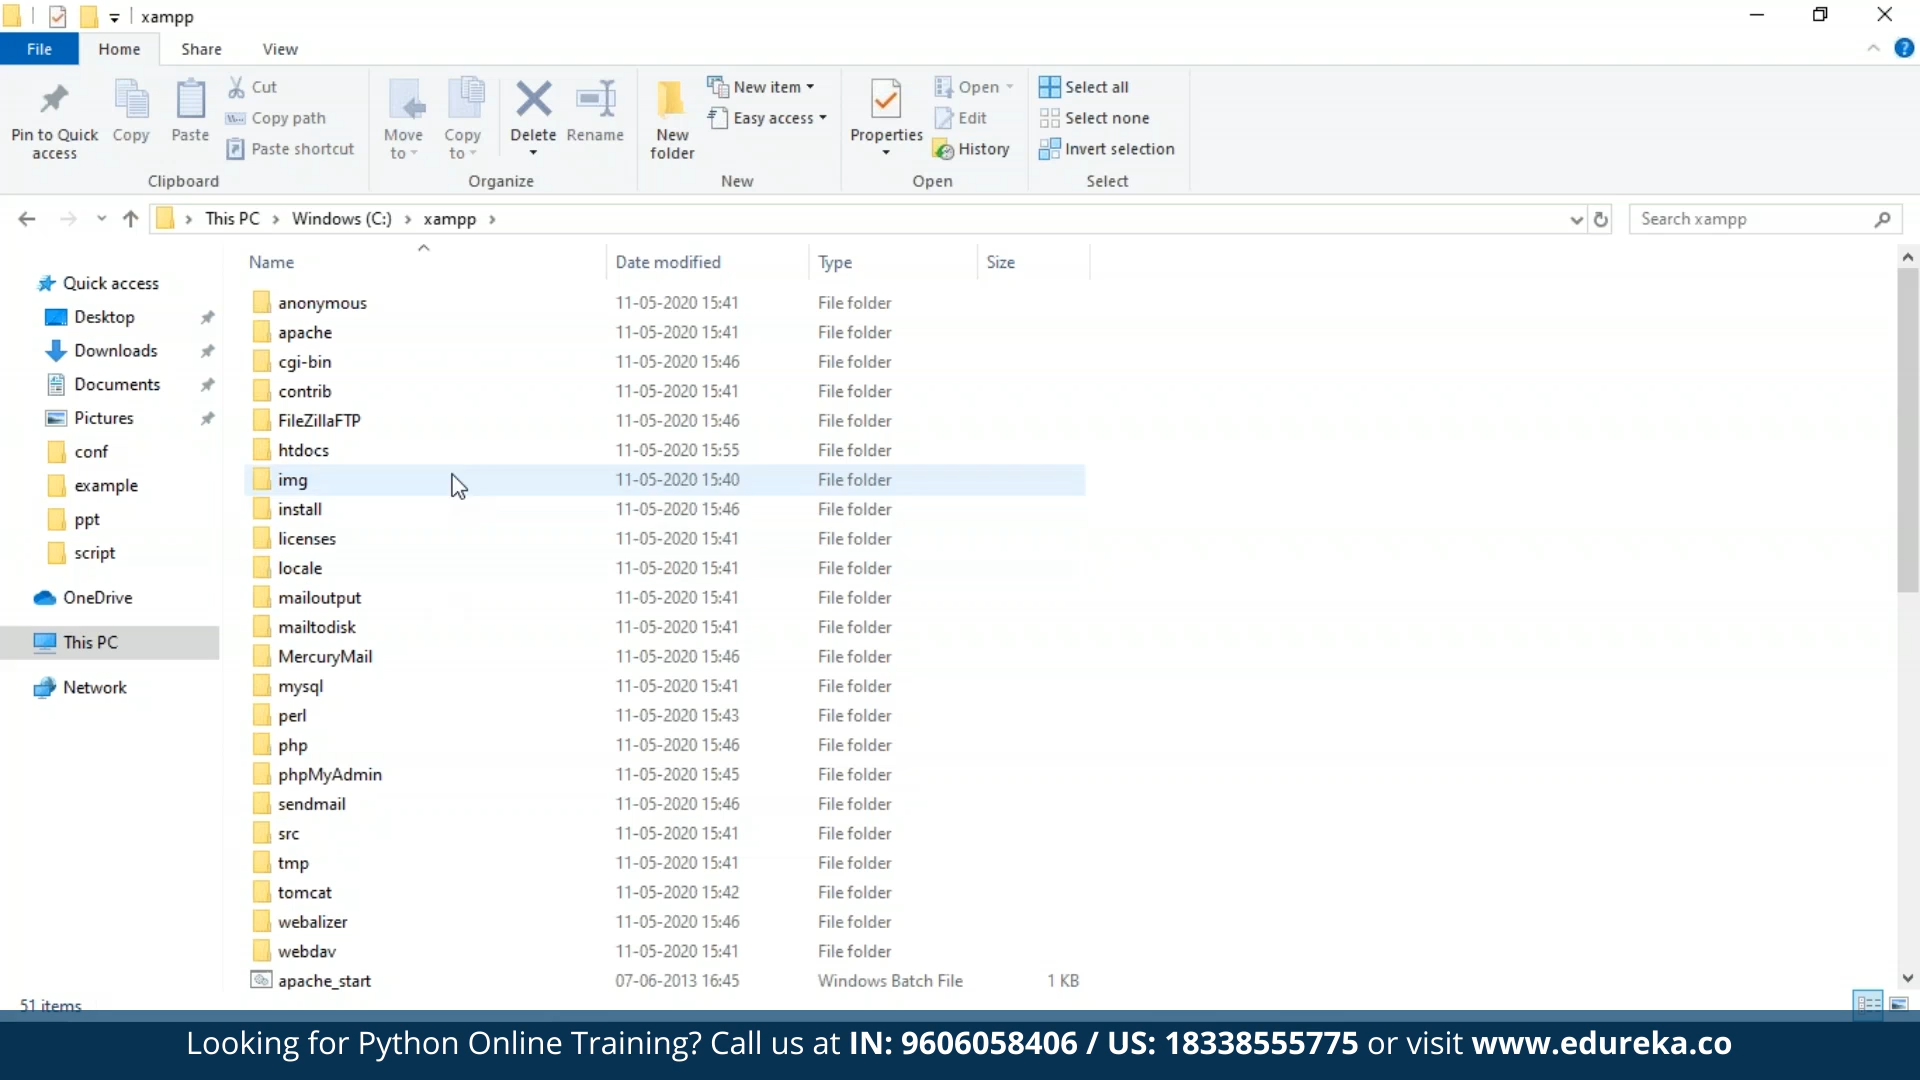 xampp
File Home Share View
Pin to Quick access
Copy
Paste
Cut
Copy path
Paste shortcut
Clipboard
Move to
Copy to
Delete
Rename
Organize
New folder
New item
Easy access
New
Properties
Open
Edit
History
Open
Select all
Select none
Invert selection
Select
This PC Windows (C:) xampp
Search xampp
Quick access
Desktop
Downloads
Documents
Pictures
conf
example
ppt
script
OneDrive
This PC
Network
Name Date modified Type Size
anonymous 11-05-2020 15:41 File folder
apache 11-05-2020 15:41 File folder
cgi-bin 11-05-2020 15:46 File folder
contrib 11-05-2020 15:41 File folder
FileZillaFTP 11-05-2020 15:46 File folder
htdocs 11-05-2020 15:55 File folder
img 11-05-2020 15:40 File folder
install 11-05-2020 15:46 File folder
licenses 11-05-2020 15:41 File folder
locale 11-05-2020 15:41 File folder
mailoutput 11-05-2020 15:41 File folder
mailtodisk 11-05-2020 15:41 File folder
MercuryMail 11-05-2020 15:46 File folder
mysql 11-05-2020 15:41 File folder
perl 11-05-2020 15:43 File folder
php 11-05-2020 15:46 File folder
phpMyAdmin 11-05-2020 15:45 File folder
sendmail 11-05-2020 15:46 File folder
src 11-05-2020 15:41 File folder
tmp 11-05-2020 15:41 File folder
tomcat 11-05-2020 15:42 File folder
webalizer 11-05-2020 15:46 File folder
webdav 11-05-2020 15:41 File folder
apache_start 07-06-2013 16:45 Windows Batch File 1 KB
51 items
Looking for Python Online Training? Call us at IN: 9606058406 / US: 18338555775 or visit www.edureka.co